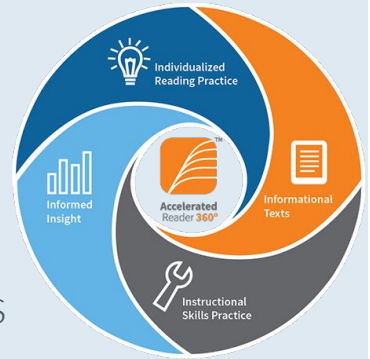 Individualized
Reading Practice
Informational
Texts
Instructional
Skills Practice
Informed
Insight
Accelerated
Reader 360°
™
S